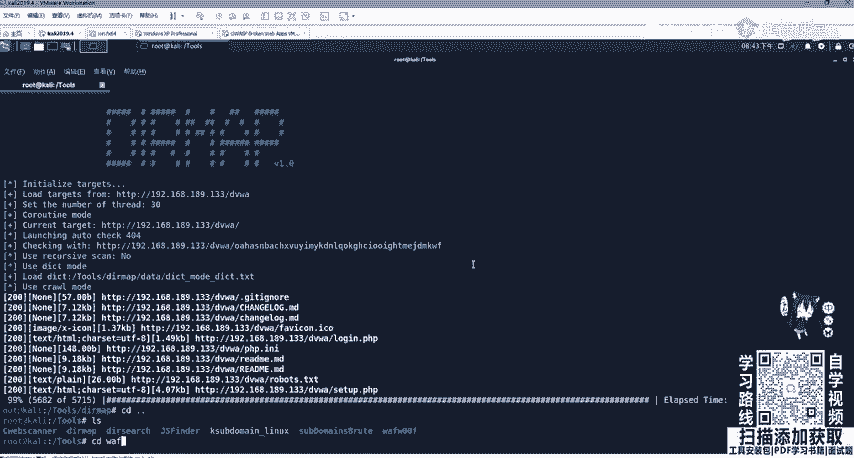 kali2019.4 - VMware Workstation
kali2019.4
Windows XP Professional
OWASP Broken Web Apps VM...
root@kali: /Tools
08:43下午
root@kali: /Tools
文件(F) 动作(A) 编辑(E) 查看(V) 帮助(H)
root@kali: /Tools
v1.0
[*] Initialize targets...
[+] Load targets from: http://192.168.189.133/dvwa
[+] Set the number of thread: 30
[+] Coroutine mode
[+] Current target: http://192.168.189.133/dvwa/
[*] Launching auto check 404
[+] Checking with: http://192.168.189.133/dvwa/oahasnbachxvuyimykdnlqokghciooightmejdmkwf
[*] Use recursive scan: No
[*] Use dict mode
[+] Load dict:/Tools/dirmap/data/dict_mode_dict.txt
[*] Use crawl mode
[200][None][57.00b] http://192.168.189.133/dvwa/.gitignore
[200][None][7.12kb] http://192.168.189.133/dvwa/CHANGELOG.md
[200][None][7.12kb] http://192.168.189.133/dvwa/changelog.md
[200][image/x-icon][1.37kb] http://192.168.189.133/dvwa/favicon.ico
[200][text/html;charset=utf-8][1.49kb] http://192.168.189.133/dvwa/login.php
[200][None][148.00b] http://192.168.189.133/dvwa/php.ini
[200][None][9.18kb] http://192.168.189.133/dvwa/readme.md
[200][None][9.18kb] http://192.168.189.133/dvwa/README.md
[200][text/plain][26.00b] http://192.168.189.133/dvwa/robots.txt
[200][text/html;charset=utf-8][4.07kb] http://192.168.189.133/dvwa/setup.php
99% (5682 of 5715) | Elapsed Time:
root@kali:/Tools/dirmap# cd ..
root@kali:/Tools# ls
Cwebscanner dirmap dirsearch JSFinder ksubdomain_linux subDomainsBrute wafw00f
root@kali:/Tools# cd waf
学习路线
自学视频
扫描添加获取
工具安装包|PDF学习书籍|面试题